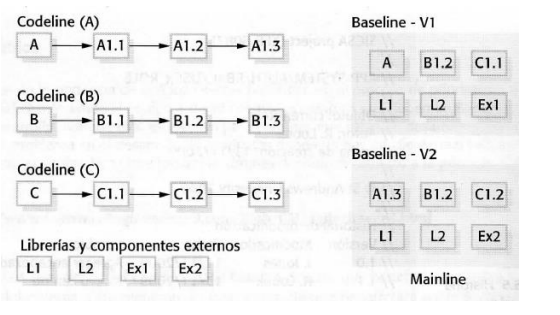 Codeline (A)
A A1.1 A1.2 A1.3
Codeline (B)
B B1.1 B1.2 B1.3
Codeline (C)
C C1.1 C1.2 C1.3
Librerías y componentes externos
L1 L2 Ex1 Ex2
Baseline - V1
A B1.2 C1.1
L1 L2 Ex1
Baseline - V2
A1.3 B1.2 C1.2
L1 L2 Ex2
Mainline